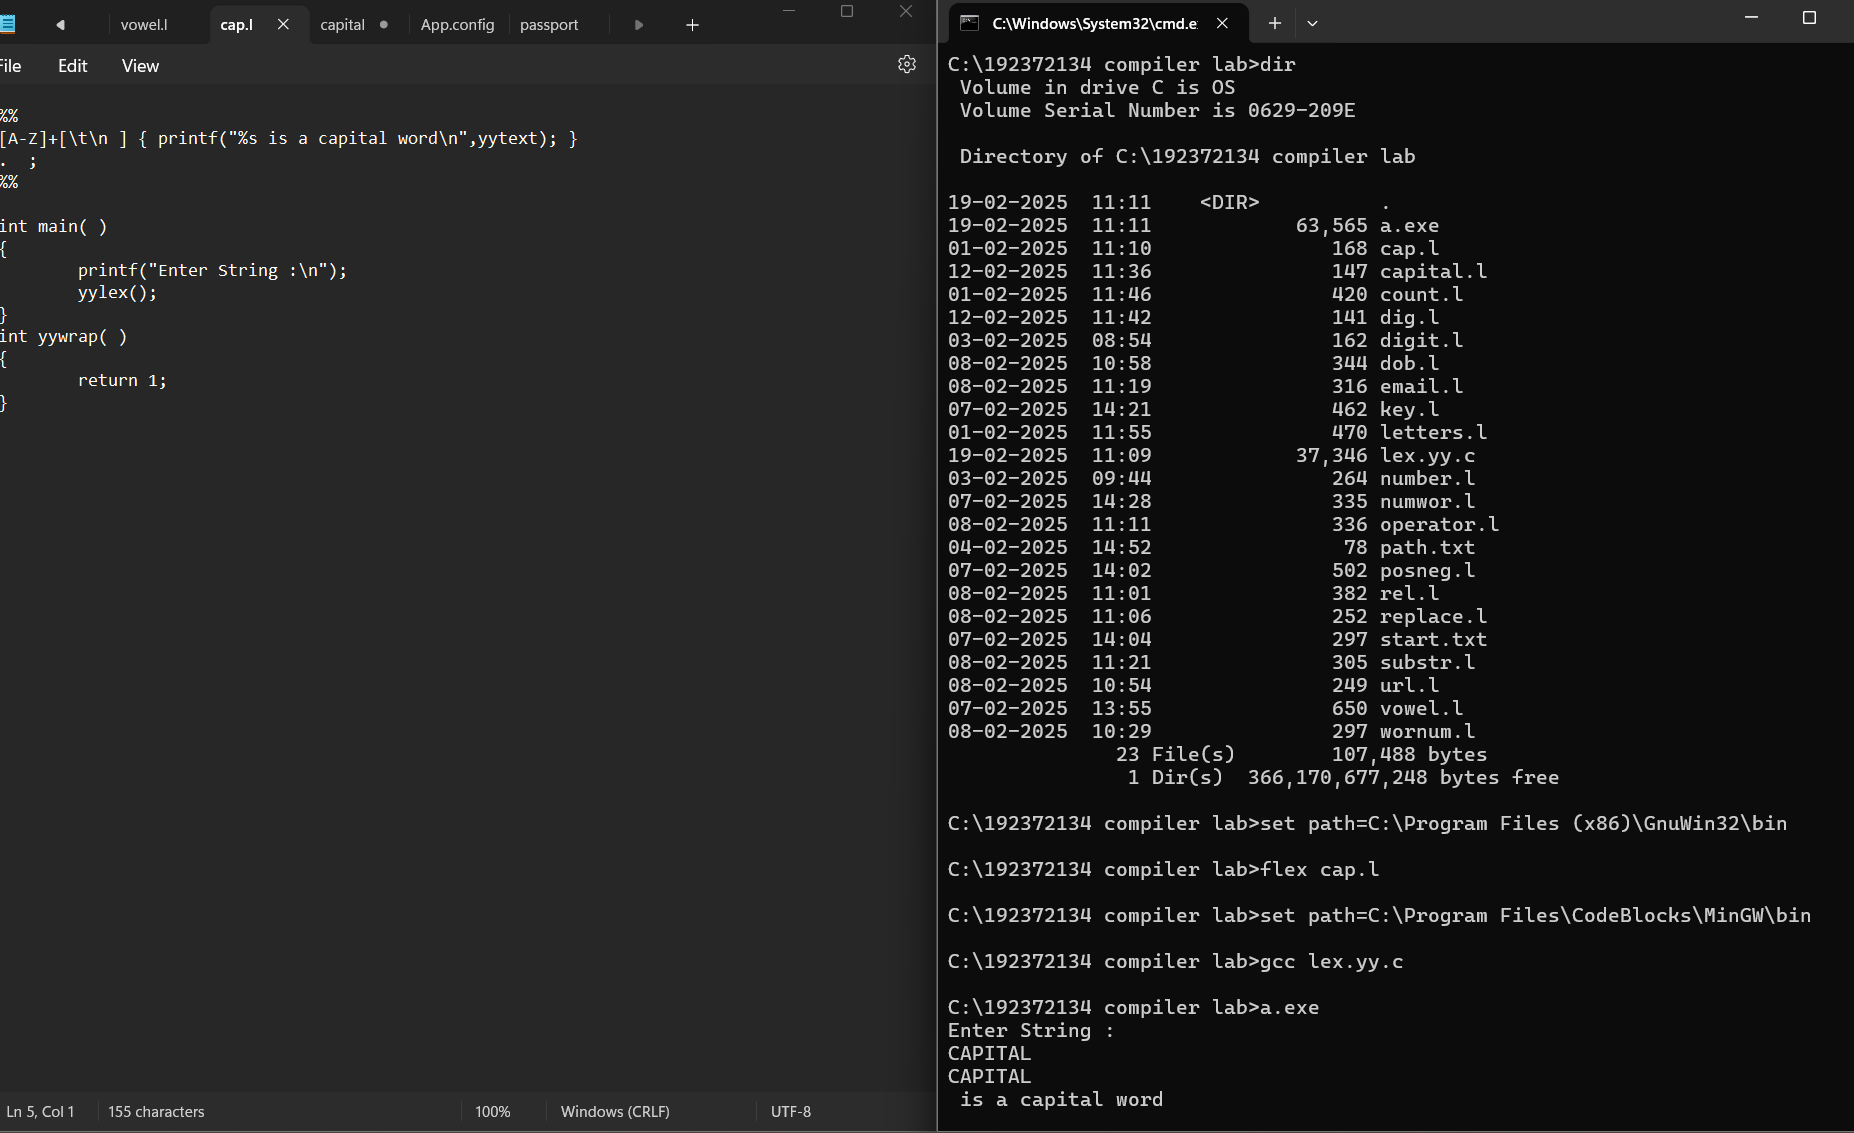 vowel.l cap.l capital App.config passport
ile Edit View
%%
[A-Z]+[\t\n ] { printf("%s is a capital word\n",yytext); }
. ;
%%
int main( )
{
printf("Enter String :\n");
yylex();
}
int yywrap( )
{
return 1;
}
Ln 5, Col 1 155 characters 100% Windows (CRLF) UTF-8
C:\Windows\System32\cmd.e
C:\192372134 compiler lab>dir
Volume in drive C is OS
Volume Serial Number is 0629-209E
Directory of C:\192372134 compiler lab
19-02-2025 11:11 <DIR> .
19-02-2025 11:11 63,565 a.exe
01-02-2025 11:10 168 cap.l
12-02-2025 11:36 147 capital.l
01-02-2025 11:46 420 count.l
12-02-2025 11:42 141 dig.l
03-02-2025 08:54 162 digit.l
08-02-2025 10:58 344 dob.l
08-02-2025 11:19 316 email.l
07-02-2025 14:21 462 key.l
01-02-2025 11:55 470 letters.l
19-02-2025 11:09 37,346 lex.yy.c
03-02-2025 09:44 264 number.l
07-02-2025 14:28 335 numwor.l
08-02-2025 11:11 336 operator.l
04-02-2025 14:52 78 path.txt
07-02-2025 14:02 502 posneg.l
08-02-2025 11:01 382 rel.l
08-02-2025 11:06 252 replace.l
07-02-2025 14:04 297 start.txt
08-02-2025 11:21 305 substr.l
08-02-2025 10:54 249 url.l
07-02-2025 13:55 650 vowel.l
08-02-2025 10:29 297 wornum.l
23 File(s) 107,488 bytes
1 Dir(s) 366,170,677,248 bytes free
C:\192372134 compiler lab>set path=C:\Program Files (x86)\GnuWin32\bin
C:\192372134 compiler lab>flex cap.l
C:\192372134 compiler lab>set path=C:\Program Files\CodeBlocks\MinGW\bin
C:\192372134 compiler lab>gcc lex.yy.c
C:\192372134 compiler lab>a.exe
Enter String :
CAPITAL
CAPITAL
is a capital word